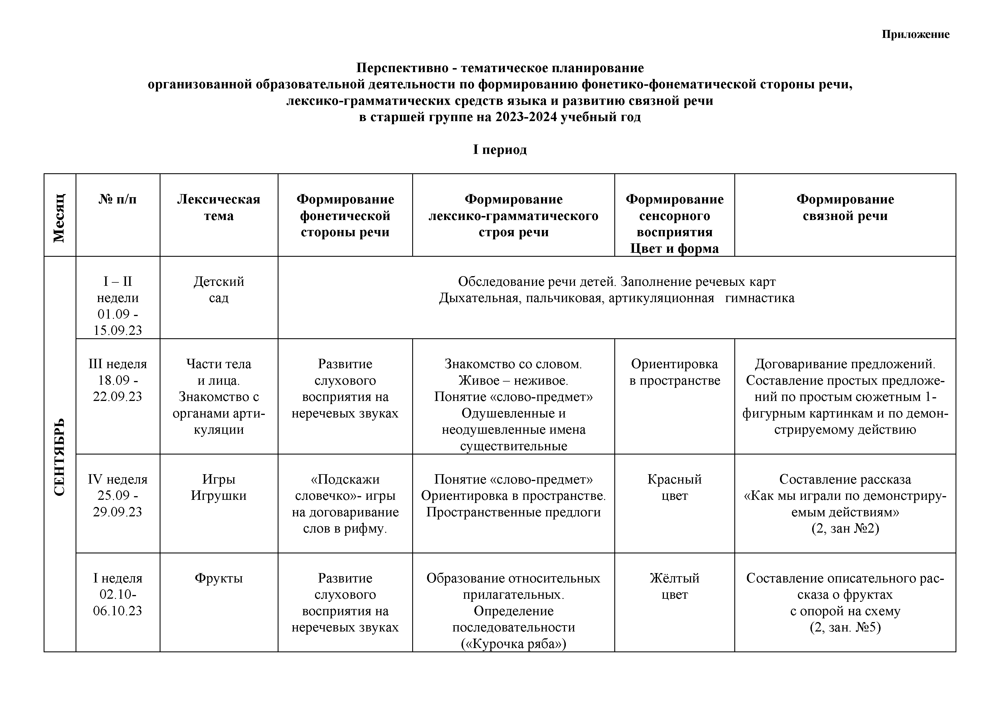 Приложение
Перспективно - тематическое планирование
организованной образовательной деятельности по формированию фонетико-фонематической стороны речи,
лексико-грамматических средств языка и развитию связной речи
в старшей группе на 2023-2024 учебный год
I период
Месяц
№ п/п
Лексическая
тема
Формирование
фонетической
стороны речи
Формирование
лексико-грамматического
строя речи
Формирование
сенсорного
восприятия
Цвет и форма
Формирование
связной речи
СЕНТЯБРЬ
I – II
недели
01.09 -
15.09.23
Детский
сад
Обследование речи детей. Заполнение речевых карт
Дыхательная, пальчиковая, артикуляционная   гимнастика
III неделя
18.09 -
22.09.23
Части тела
и лица.
Знакомство с
органами арти-
куляции
Развитие
слухового
восприятия на
неречевых звуках
Знакомство со словом.
Живое – неживое.
Понятие «слово-предмет»
Одушевленные и
неодушевленные имена
существительные
Ориентировка
в пространстве
Договаривание предложений.
Составление простых предложе-
ний по простым сюжетным 1-
фигурным картинкам и по демон-
стрируемому действию
IV неделя
25.09 -
29.09.23
Игры
Игрушки
«Подскажи
словечко»- игры
на договаривание
слов в рифму.
Понятие «слово-предмет»
Ориентировка в пространстве.
Пространственные предлоги
Красный
цвет
Составление рассказа
«Как мы играли по демонстриру-
емым действиям»
(2, зан №2)
I неделя
02.10-
06.10.23
Фрукты
Развитие
слухового
восприятия на
неречевых звуках
Образование относительных
прилагательных.
Определение
последовательности
(«Курочка ряба»)
Жёлтый
цвет
Составление описательного рас-
сказа о фруктах
с опорой на схему
(2, зан. №5)